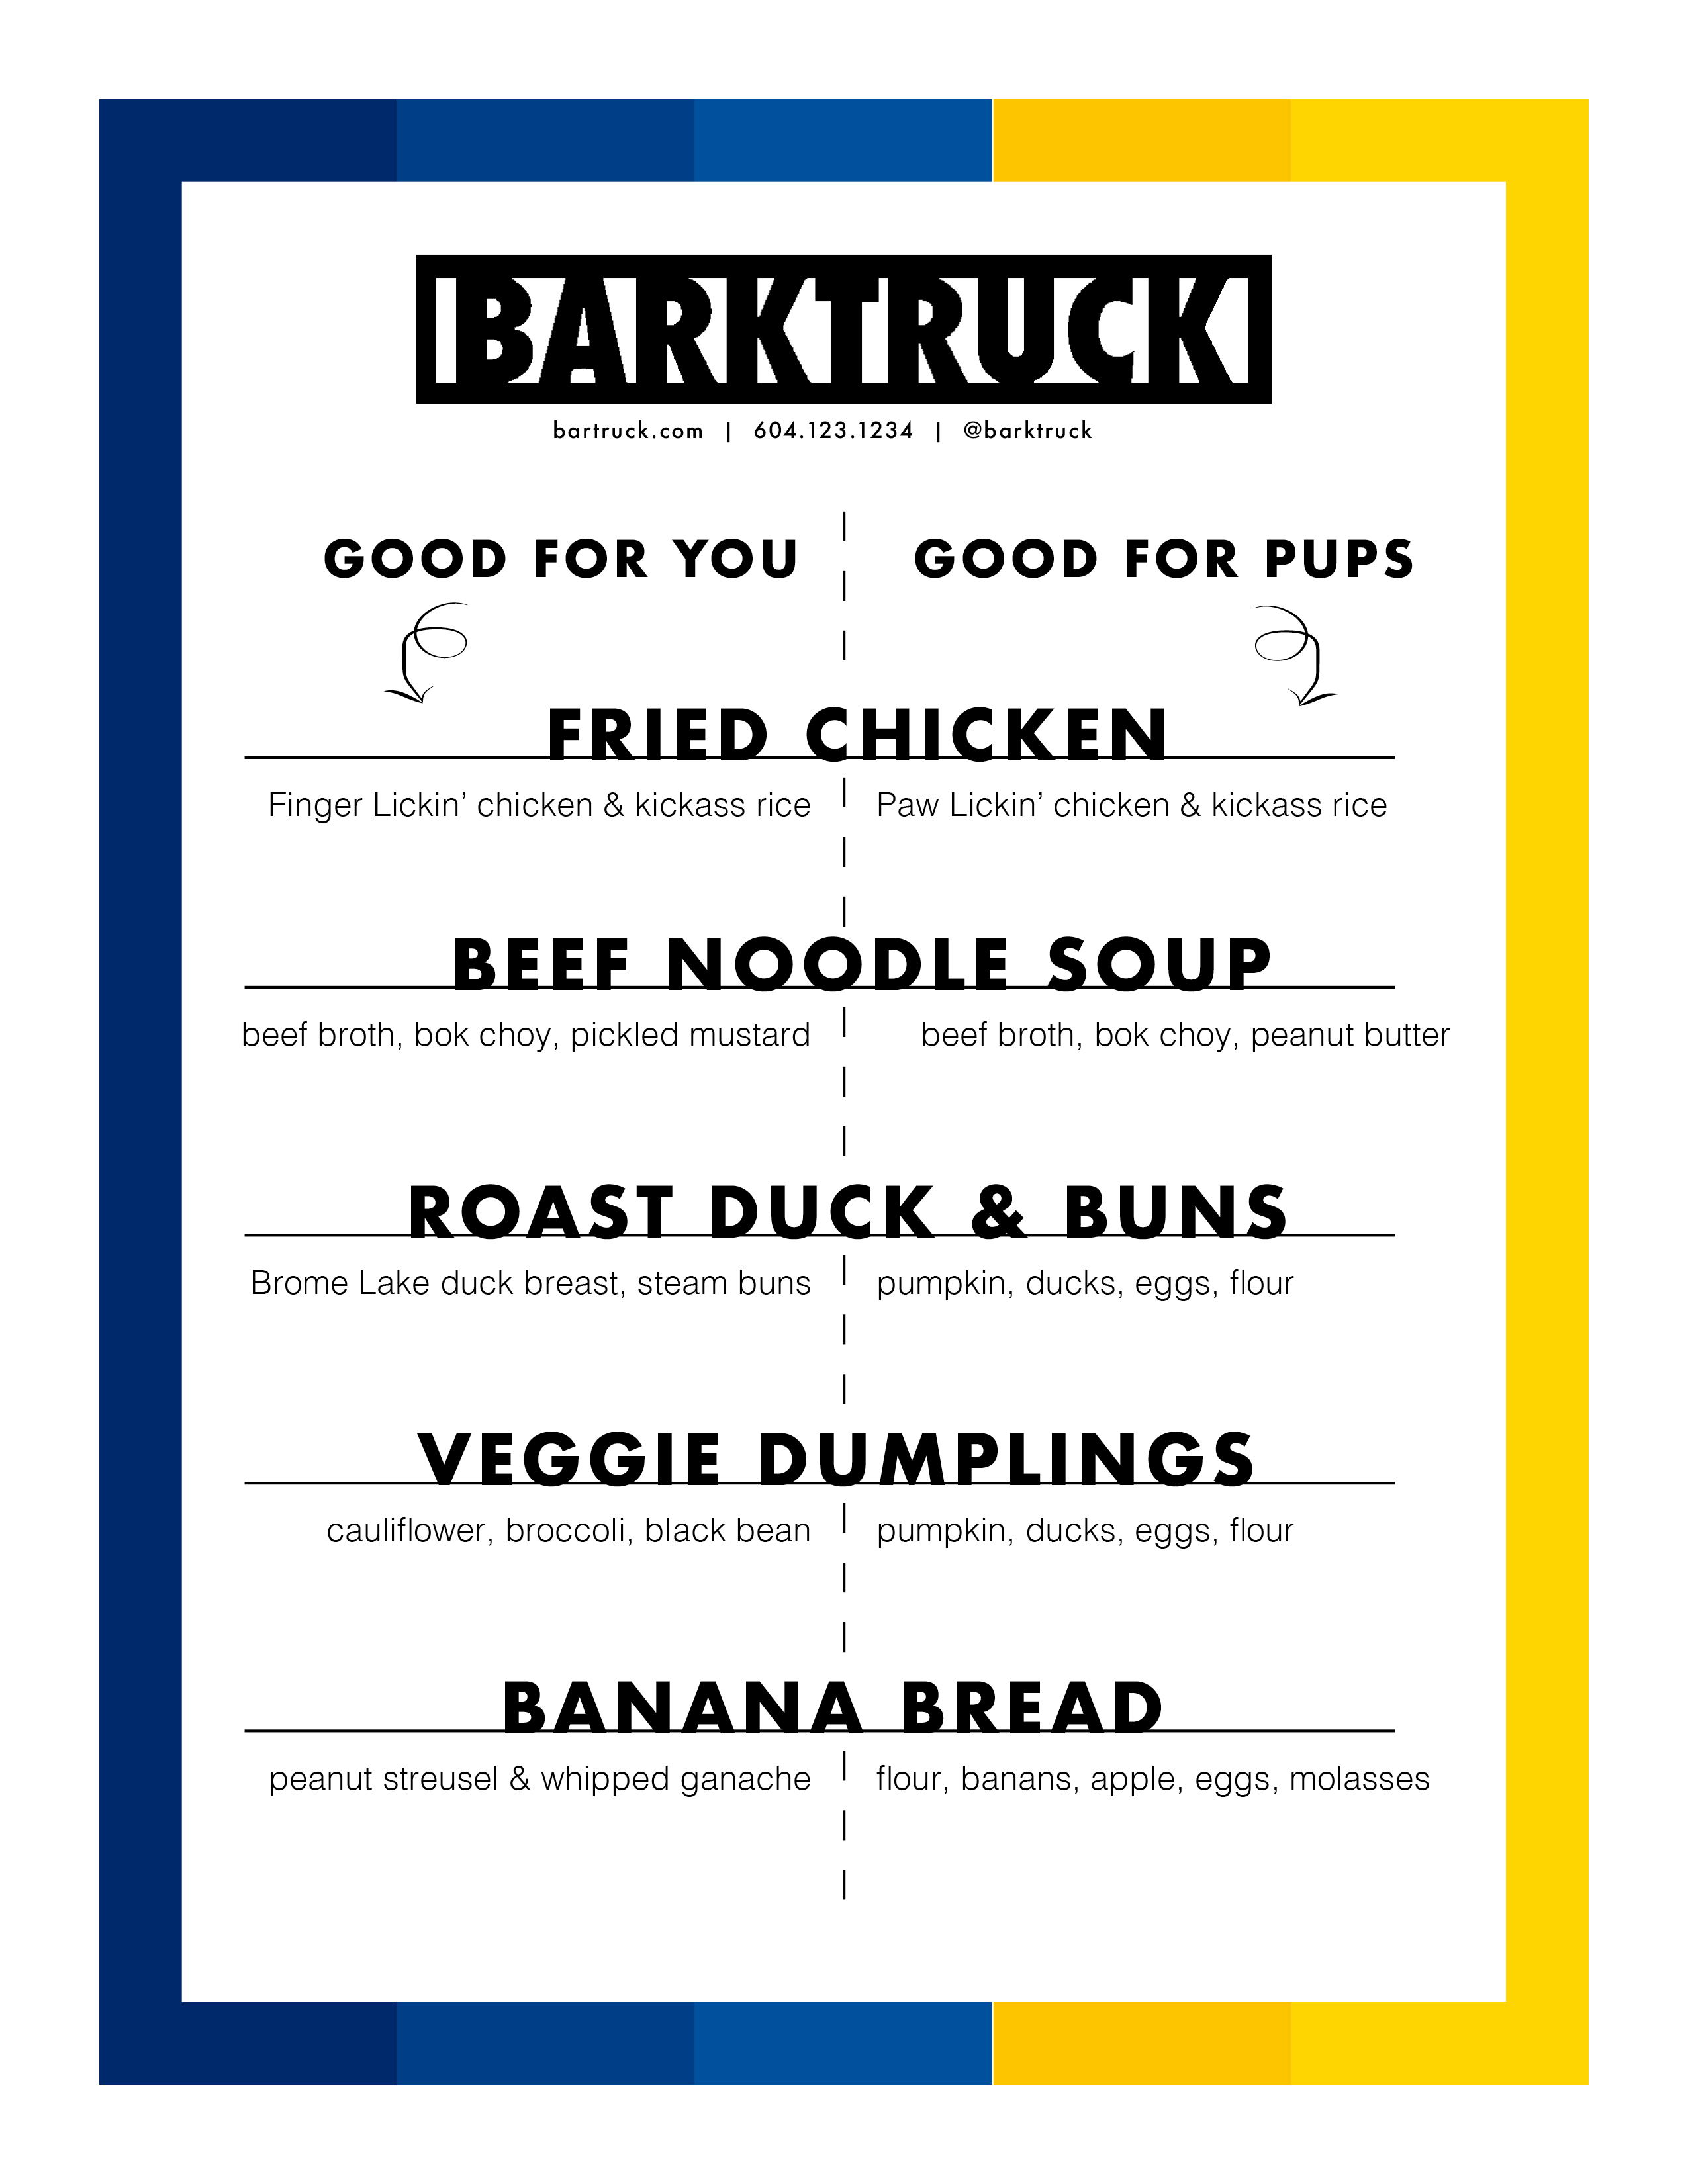 BARKTRUCK
bartruck.com | 604.123.1234 | @barktruck
GOOD FOR YOU
GOOD FOR PUPS
FRIED CHICKEN
Finger Lickin’ chicken & kickass rice
Paw Lickin’ chicken & kickass rice
BEEF NOODLE SOUP
beef broth, bok choy, pickled mustard
beef broth, bok choy, peanut butter
ROAST DUCK & BUNS
Brome Lake duck breast, steam buns
pumpkin, ducks, eggs, flour
VEGGIE DUMPLINGS
cauliflower, broccoli, black bean
pumpkin, ducks, eggs, flour
BANANA BREAD
peanut streusel & whipped ganache
flour, banans, apple, eggs, molasses